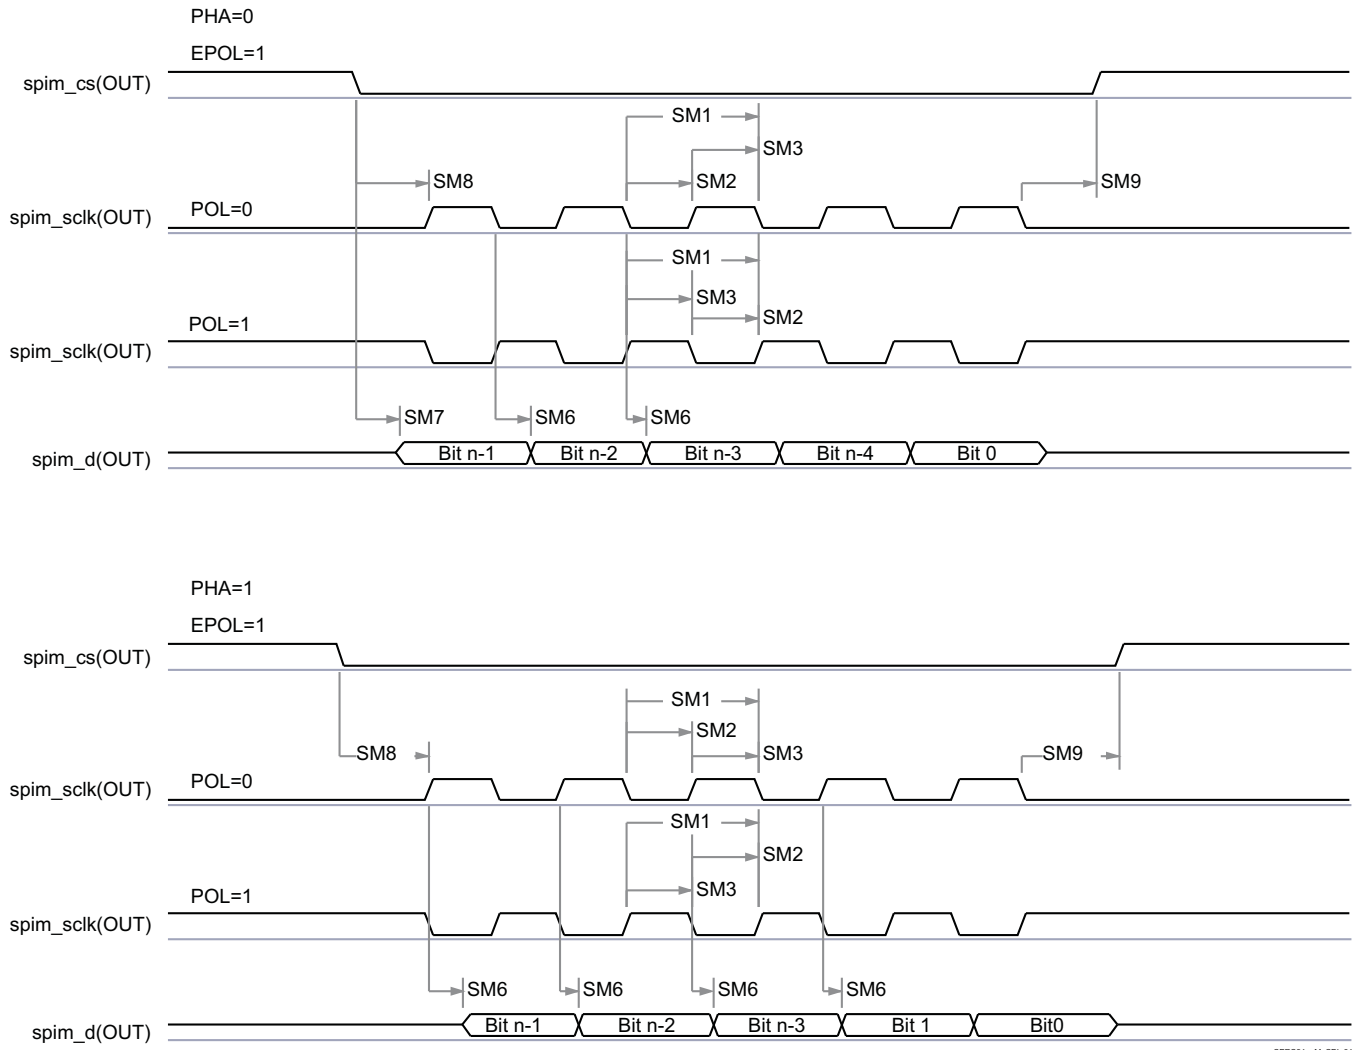 PHA=0
EPOL=1
spim_cs(OUT)
SM1
SM3
SM8
SM2
SM9
POL=0
spim_sclk(OUT)
SM1
SM3
SM2
POL=1
spim_sclk(OUT)
SM7
SM6
SM6
spim_d(OUT)
Bit n-1
Bit n-2
Bit n-3
Bit n-4
Bit 0
PHA=1
EPOL=1
spim_cs(OUT)
SM1
SM2
SM8
SM3
SM9
POL=0
spim_sclk(OUT)
SM1
SM2
SM3
POL=1
spim_sclk(OUT)
SM6
SM6
SM6
SM6
spim_d(OUT)
Bit n-1
Bit n-2
Bit n-3
Bit 1
Bit0